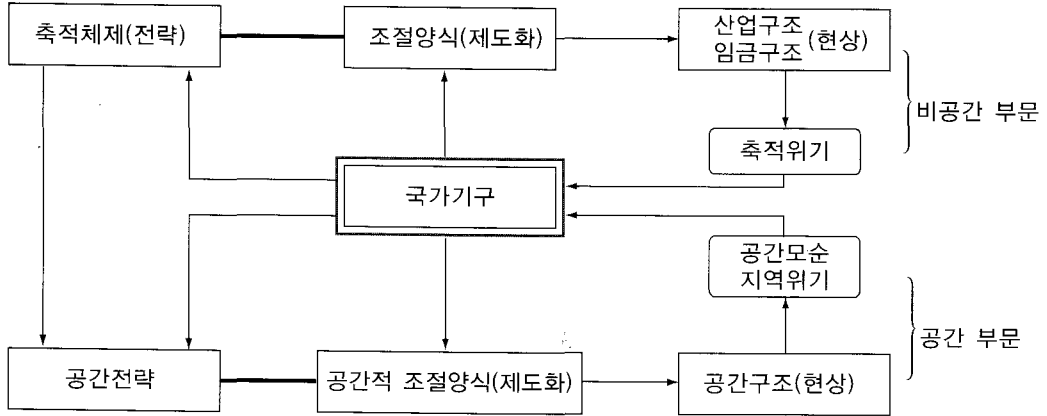 축적체제(전략)
조절양식(제도화)
산업구조
임금구조
(현상)
비공간 부문
축적위기
국가기구
공간모순
지역위기
공간 부문
공간전략
공간적 조절양식(제도화)
공간구조(현상)